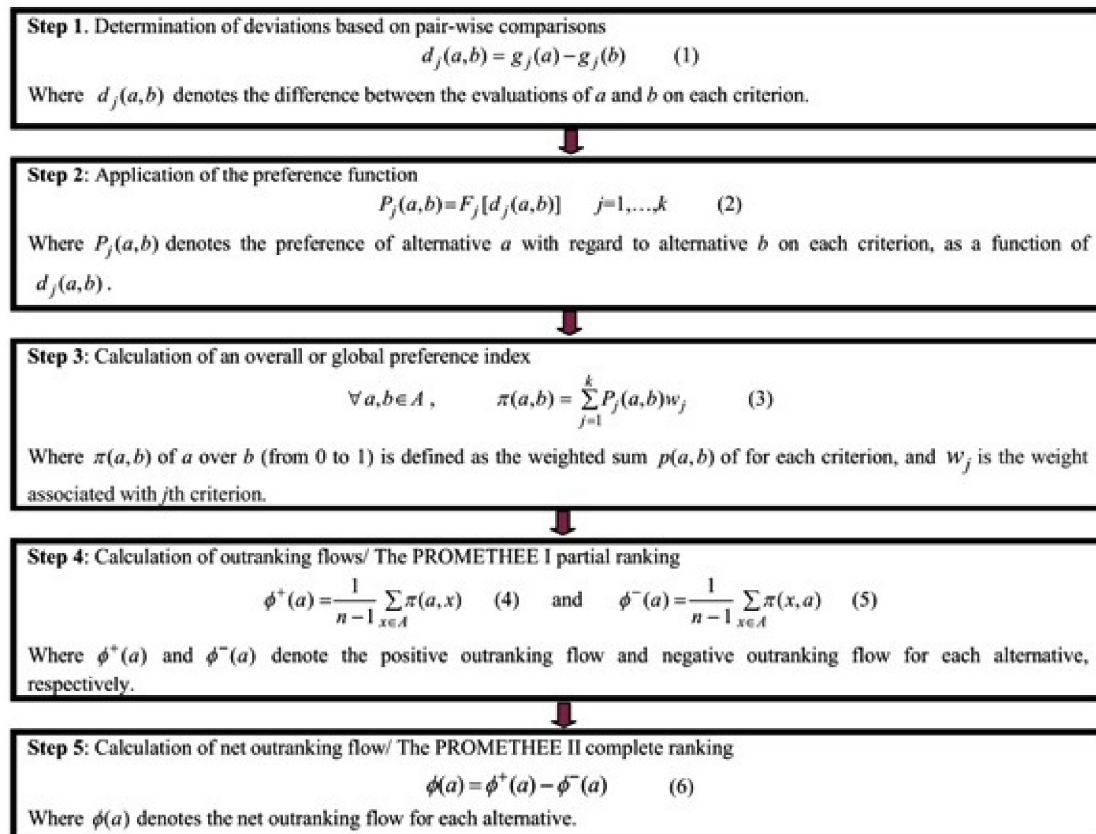 Step 1. Determination of deviations based on pair-wise comparisons
d_j(a,b) = g_j(a) − g_j(b) (1)
Where d_j(a,b) denotes the difference between the evaluations of a and b on each criterion.
Step 2: Application of the preference function
P_j(a,b) = F_j[d_j(a,b)] j=1,...,k (2)
Where P_j(a,b) denotes the preference of alternative a with regard to alternative b on each criterion, as a function of
d_j(a,b).
Step 3: Calculation of an overall or global preference index
∀ a,b ∈ A, π(a,b) = ∑_{j=1}^{k} P_j(a,b)w_j (3)
Where π(a,b) of a over b (from 0 to 1) is defined as the weighted sum p(a,b) of for each criterion, and w_j is the weight
associated with jth criterion.
Step 4: Calculation of outranking flows/ The PROMETHEE I partial ranking
ϕ⁺(a) = 1/(n−1) ∑_{x∈A} π(a,x) (4) and ϕ⁻(a) = 1/(n−1) ∑_{x∈A} π(x,a) (5)
Where ϕ⁺(a) and ϕ⁻(a) denote the positive outranking flow and negative outranking flow for each alternative,
respectively.
Step 5: Calculation of net outranking flow/ The PROMETHEE II complete ranking
ϕ(a) = ϕ⁺(a) − ϕ⁻(a) (6)
Where ϕ(a) denotes the net outranking flow for each alternative.